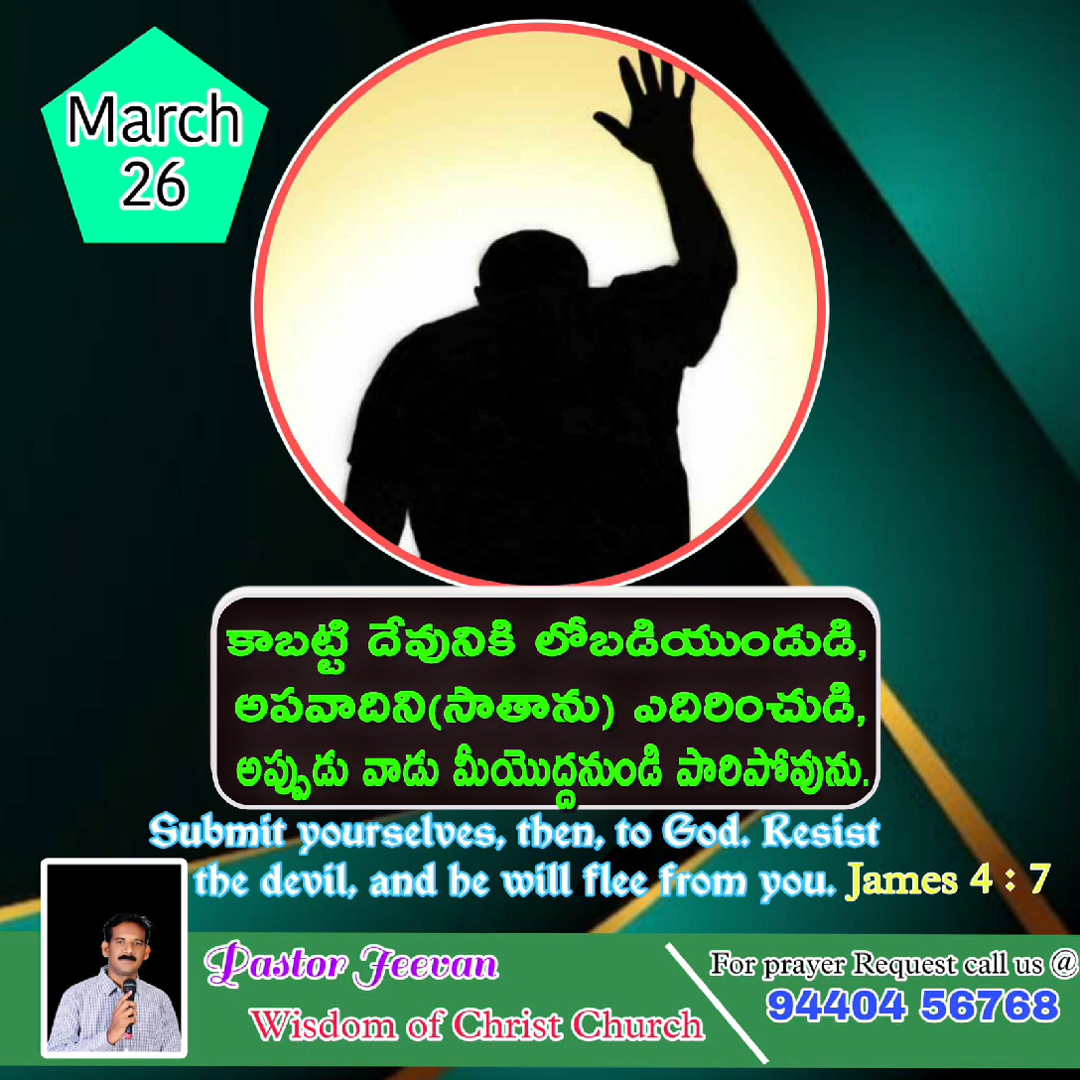 March
26
కాబట్టి దేవునికి లోబడియుండుడి,
అపవాదిని(సాతాను) ఎదిరించుడి,
అప్పుడు వాడు మీయొద్దనుండి పారిపోవును.
Submit yourselves, then, to God. Resist
the devil, and he will flee from you. James 4 : 7
Pastor Jeevan
Wisdom of Christ Church
For prayer Request call us @
94404 56768